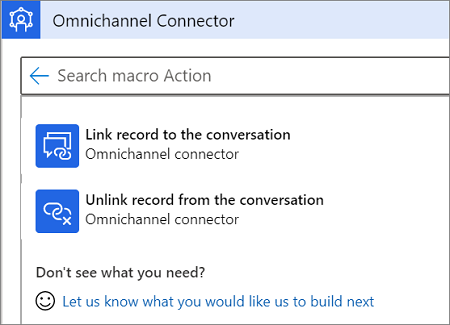 Omnichannel Connector
Search macro Action
Link record to the conversation
Omnichannel connector
Unlink record from the conversation
Omnichannel connector
Don't see what you need?
Let us know what you would like us to build next